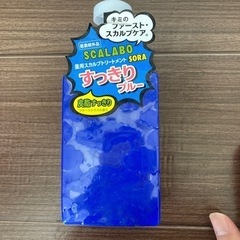 キミの
ファースト・
スカルプケア。
医薬部外品
SCALABO
SORA
薬用スカルプトリートメント
すっきり
ブルー
皮脂すっきり